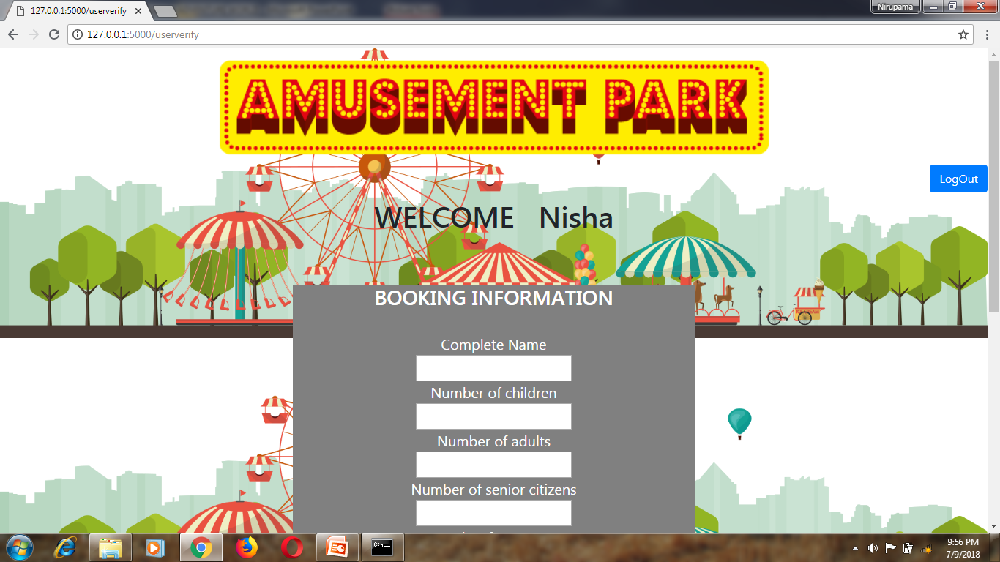 127.0.0.1:5000/userverify
Nirupama
127.0.0.1:5000/userverify
AMUSEMENT PARK
LogOut
WELCOME Nisha
BOOKING INFORMATION
ICE CREAM
Complete Name
Number of children
Number of adults
Number of senior citizens
9:56 PM
7/9/2018